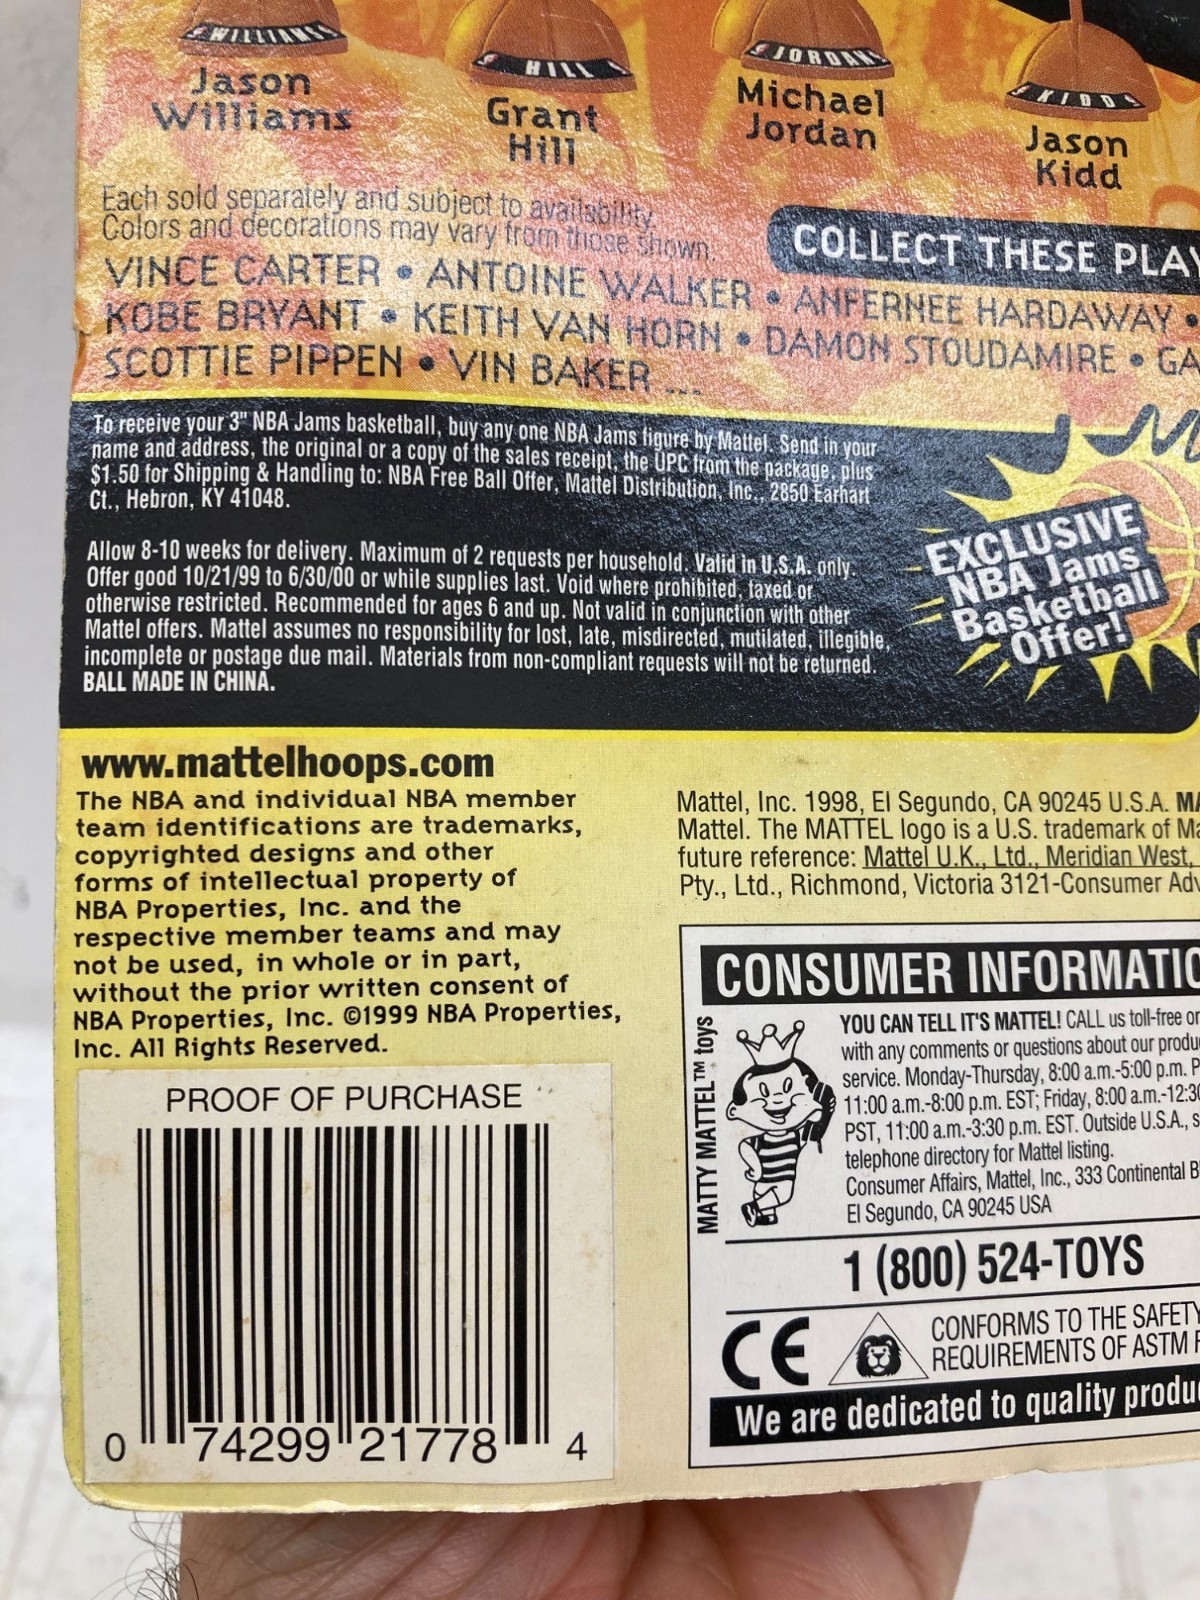 WILLIAMS
HILL
JORDAN
KIDD
Jason
Williams
Grant
Hill
Michael
Jordan
Jason
Kidd
Each sold separately and subject to availability.
Colors and decorations may vary from those shown.
COLLECT THESE PLAY
VINCE CARTER • ANTOINE WALKER • ANFERNEE HARDAWAY •
KOBE BRYANT • KEITH VAN HORN • DAMON STOUDAMIRE • GA
SCOTTIE PIPPEN • VIN BAKER ...
To receive your 3" NBA Jams basketball, buy any one NBA Jams figure by Mattel. Send in your
name and address, the original or a copy of the sales receipt, the UPC from the package, plus
$1.50 for Shipping & Handling to: NBA Free Ball Offer, Mattel Distribution, Inc., 2850 Earhart
Ct., Hebron, KY 41048.
Allow 8-10 weeks for delivery. Maximum of 2 requests per household. Valid in U.S.A. only.
Offer good 10/21/99 to 6/30/00 or while supplies last. Void where prohibited, taxed or
otherwise restricted. Recommended for ages 6 and up. Not valid in conjunction with other
Mattel offers. Mattel assumes no responsibility for lost, late, misdirected, mutilated, illegible,
incomplete or postage due mail. Materials from non-compliant requests will not be returned.
BALL MADE IN CHINA.
EXCLUSIVE
NBA Jams
Basketball
Offer!
www.mattelhoops.com
The NBA and individual NBA member
team identifications are trademarks,
copyrighted designs and other
forms of intellectual property of
NBA Properties, Inc. and the
respective member teams and may
not be used, in whole or in part,
without the prior written consent of
NBA Properties, Inc. ©1999 NBA Properties,
Inc. All Rights Reserved.
Mattel, Inc. 1998, El Segundo, CA 90245 U.S.A. MA
Mattel. The MATTEL logo is a U.S. trademark of Ma
future reference: Mattel U.K., Ltd., Meridian West,
Pty., Ltd., Richmond, Victoria 3121-Consumer Adv
PROOF OF PURCHASE
0 74299 21778 4
CONSUMER INFORMATIO
MATTY MATTEL™ toys
YOU CAN TELL IT'S MATTEL! CALL us toll-free or
with any comments or questions about our produ
service. Monday-Thursday, 8:00 a.m.-5:00 p.m. P
11:00 a.m.-8:00 p.m. EST; Friday, 8:00 a.m.-12:30
PST, 11:00 a.m.-3:30 p.m. EST. Outside U.S.A., s
telephone directory for Mattel listing.
Consumer Affairs, Mattel, Inc., 333 Continental B
El Segundo, CA 90245 USA
1 (800) 524-TOYS
CE
CONFORMS TO THE SAFETY
REQUIREMENTS OF ASTM F
We are dedicated to quality produ